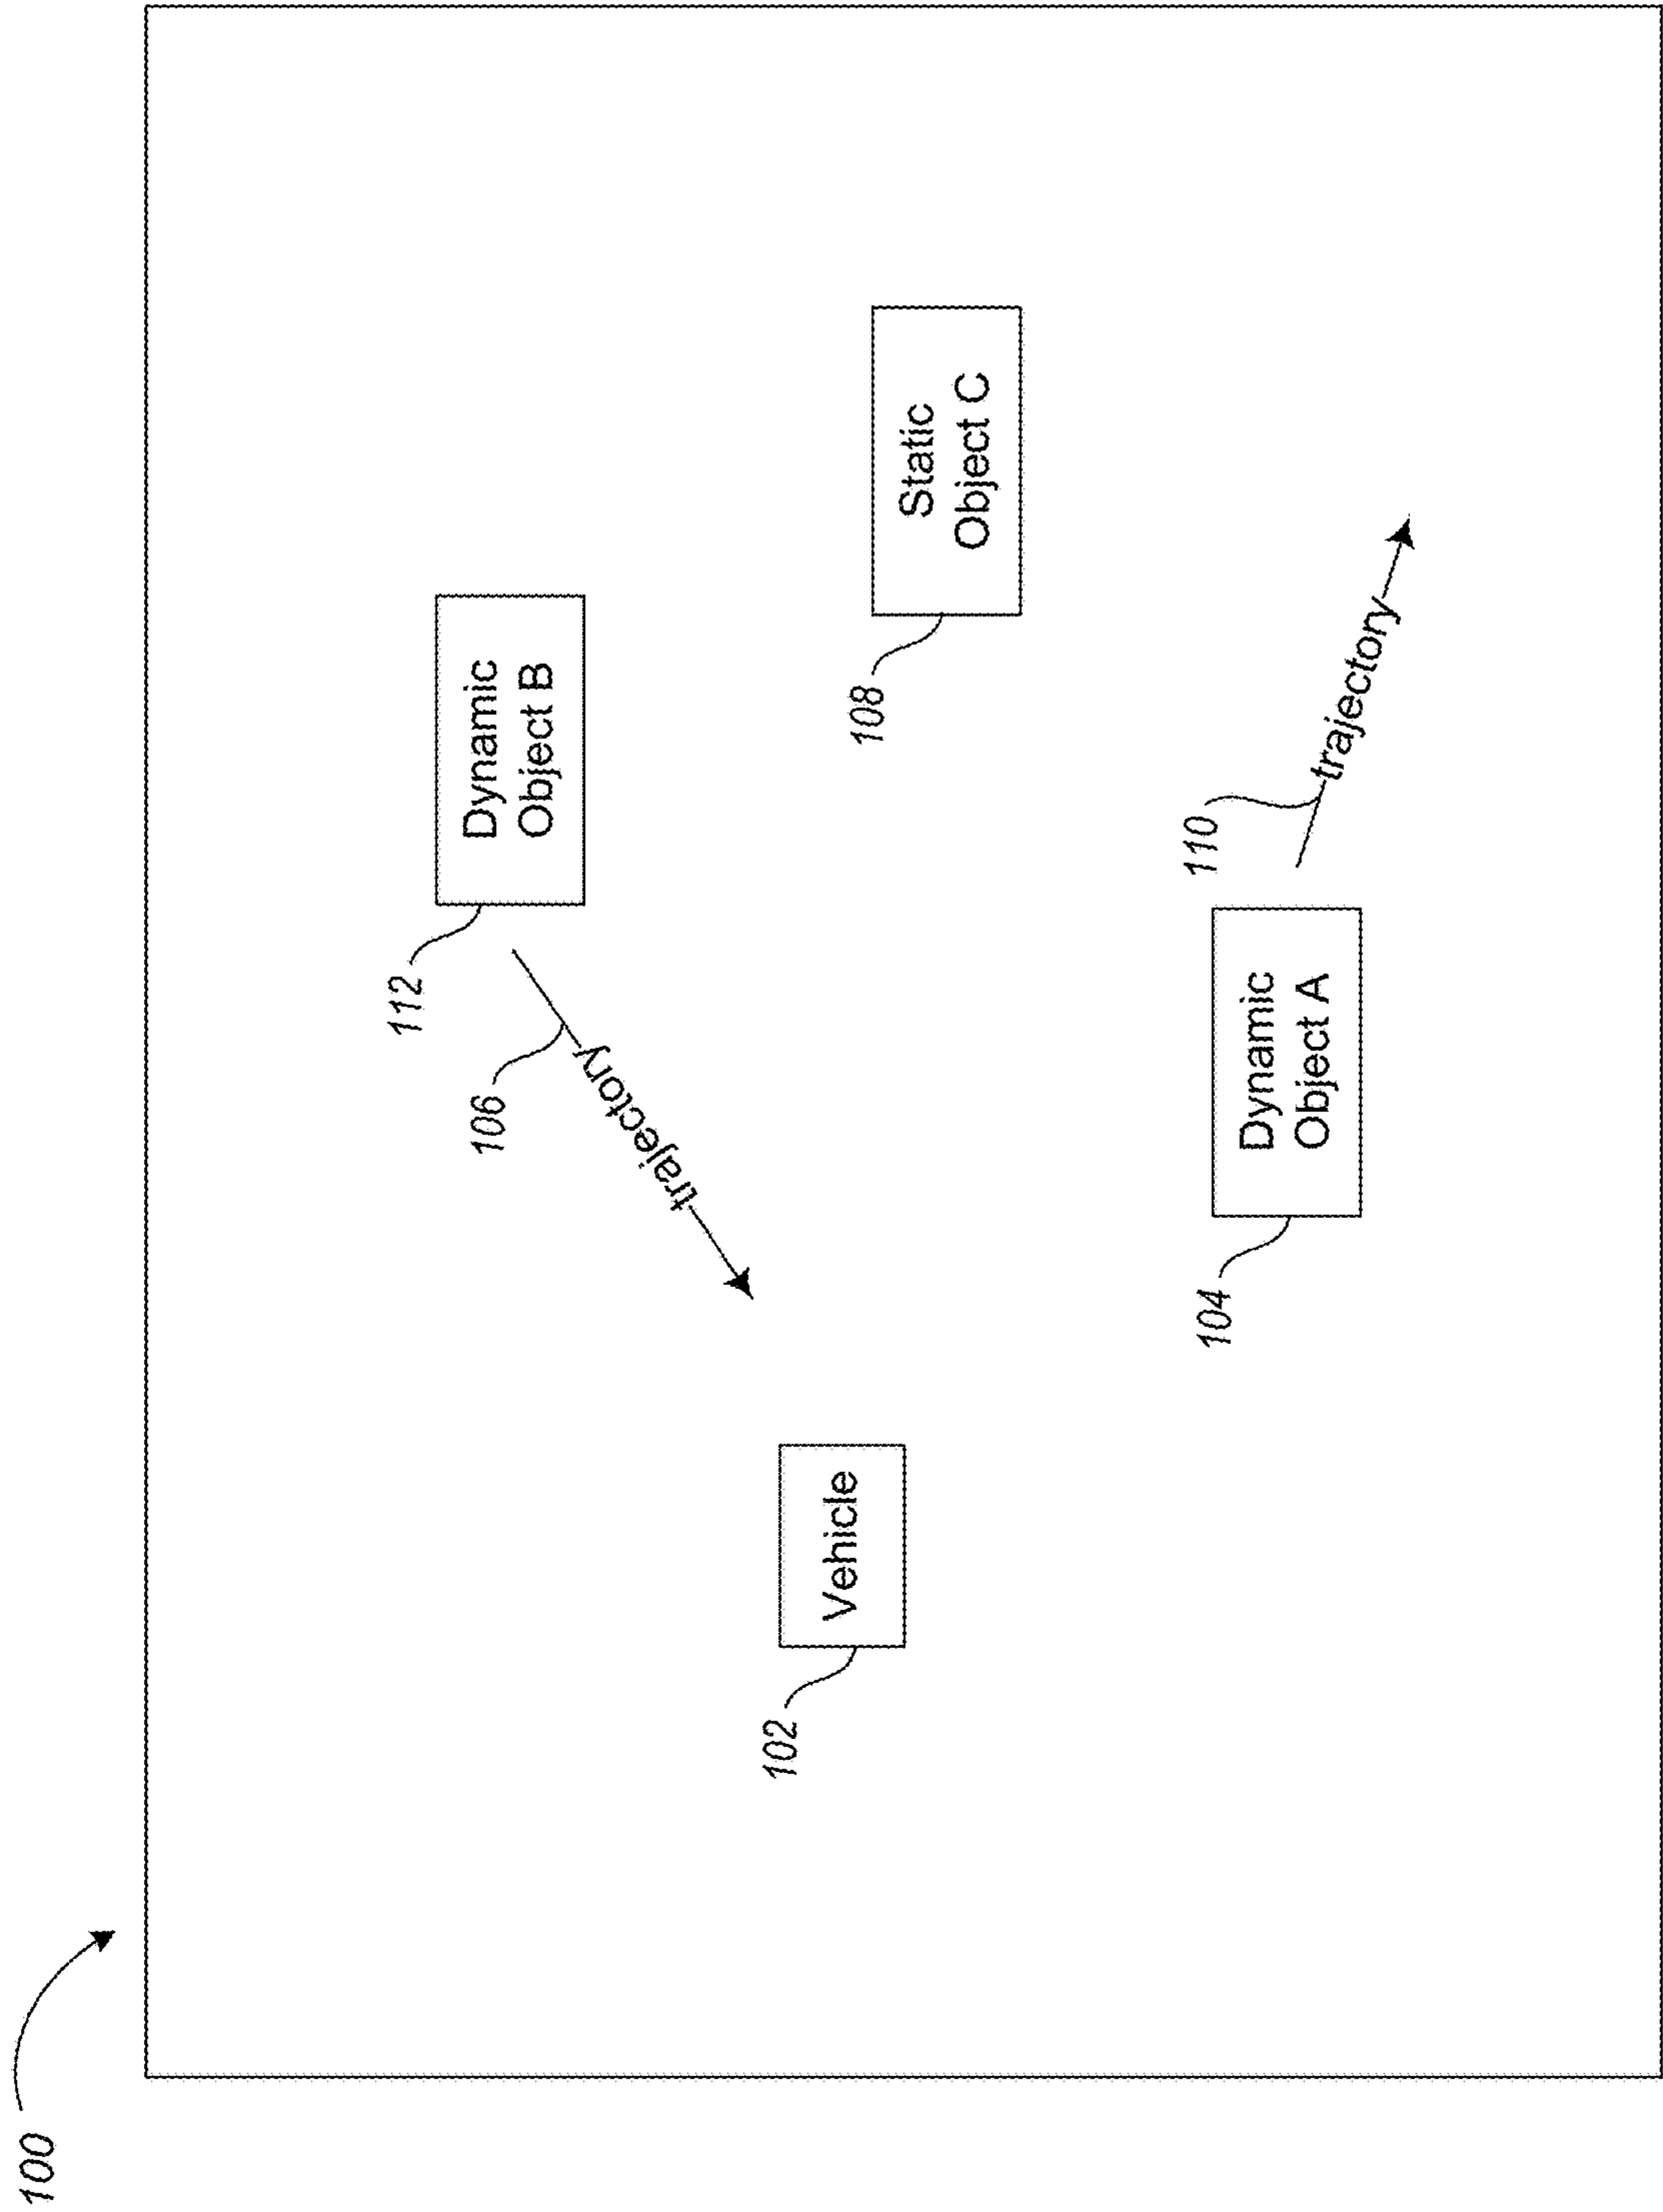 100
112
Dynamic
Object B
106
trajectory
102
Vehicle
108
Static
Object C
110
trajectory
104
Dynamic
Object A